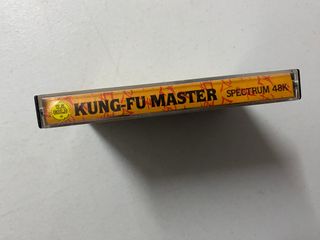 KUNG-FU MASTER SPECTRUM 48K